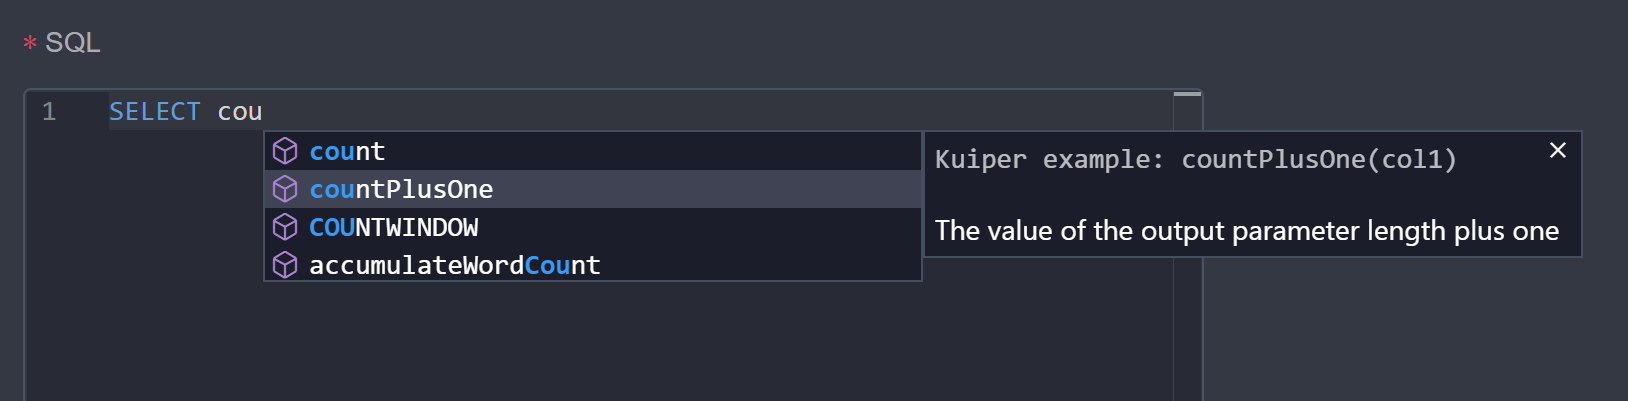 * SQL
1 SELECT cou
count
countPlusOne
COUNTWINDOW
accumulateWordCount
Kuiper example: countPlusOne(col1)
The value of the output parameter length plus one